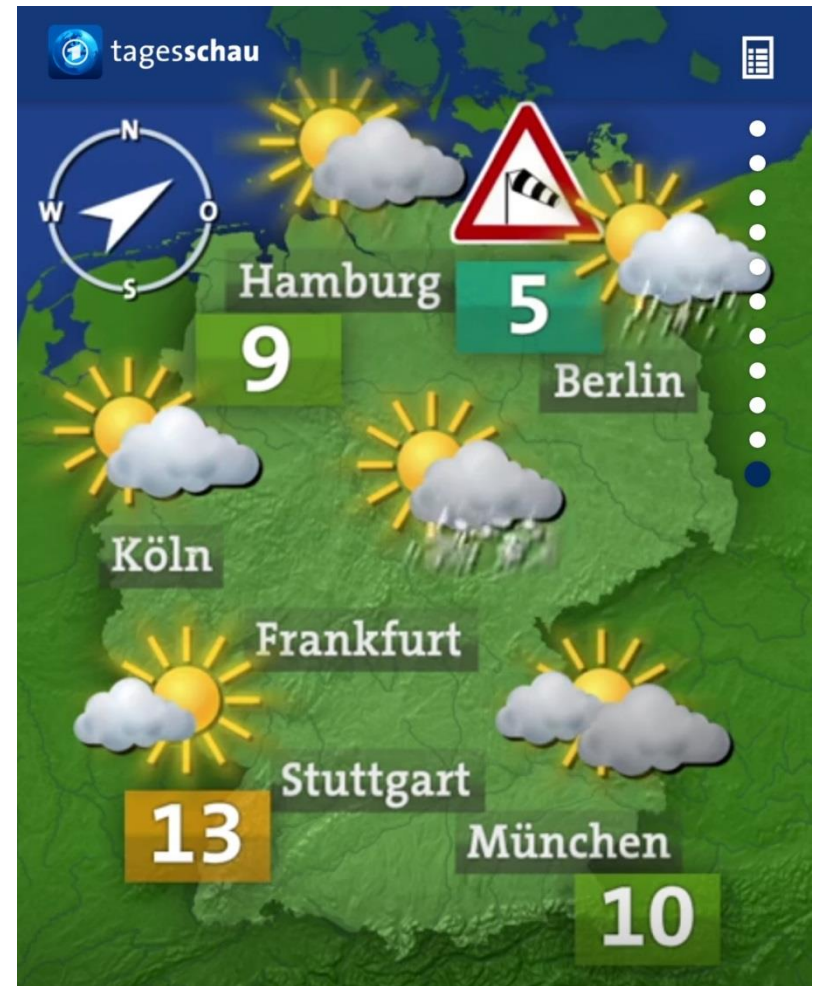 tagesschau
N
W O
S
Hamburg
5
9
Berlin
Köln
Frankfurt
Stuttgart
13
München
10